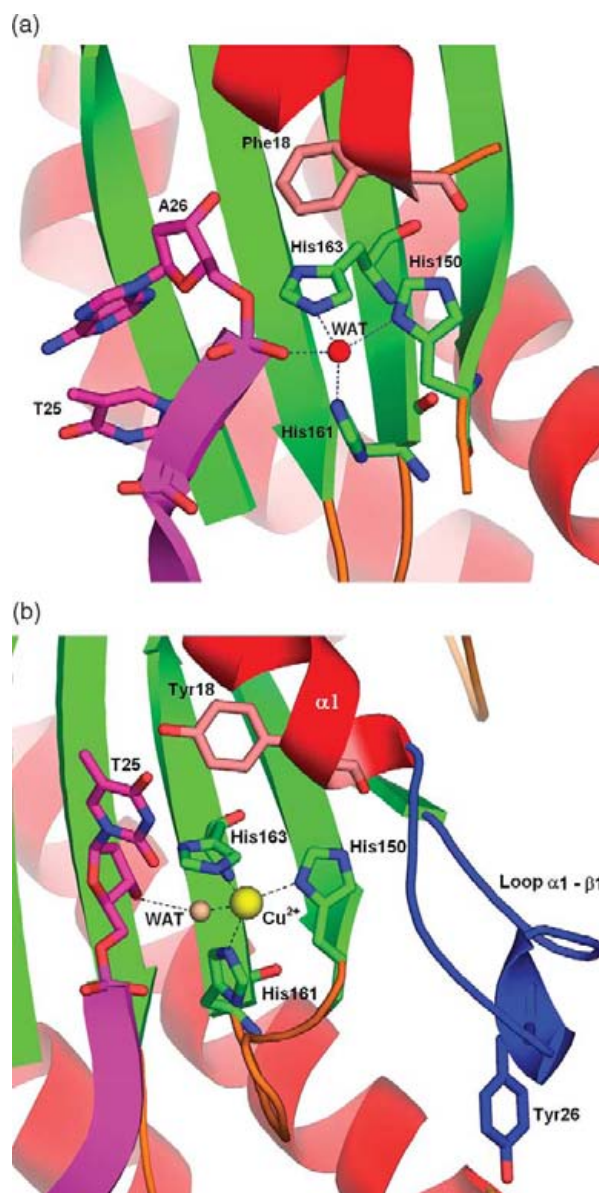 (a)
Phe18
A26
His163
His150
WAT
T25
His161
(b)
Tyr18
α1
T25
His163
His150
Loop α1 - β1
WAT
Cu²⁺
His161
Tyr26